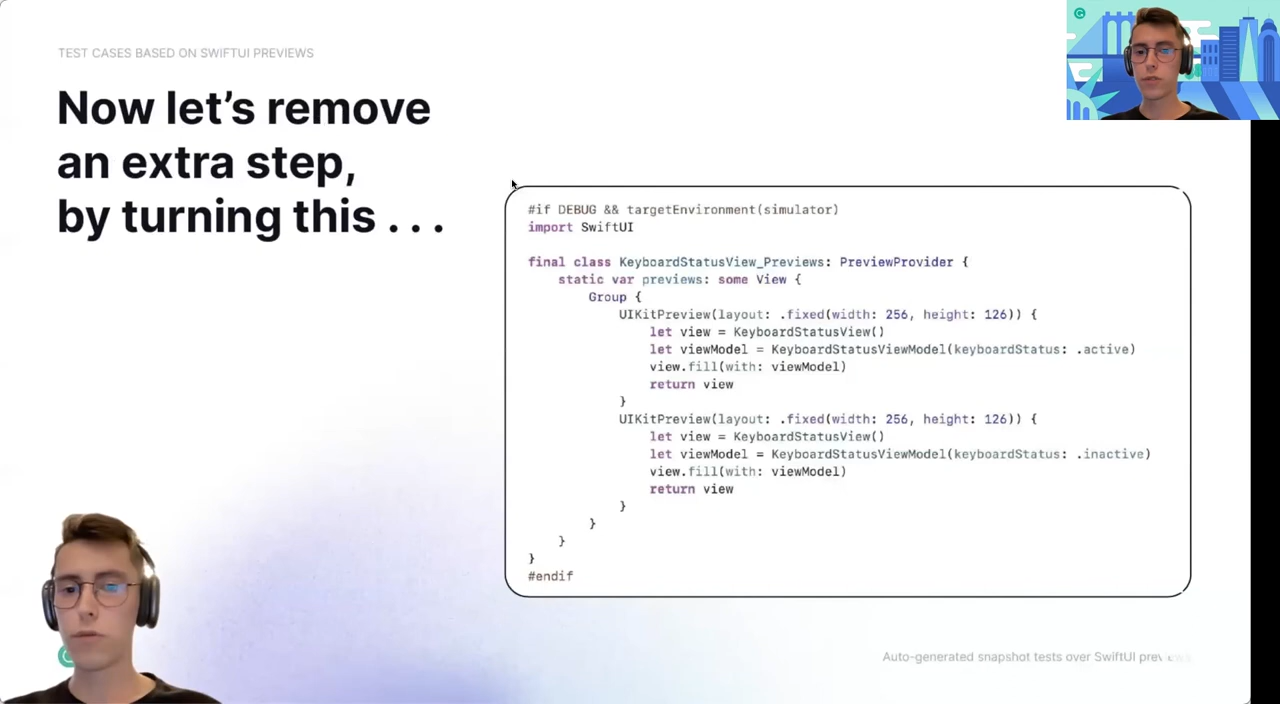 TEST CASES BASED ON SWIFTUI PREVIEWS
Now let’s remove
an extra step,
by turning this . . .
#if DEBUG && targetEnvironment(simulator)
import SwiftUI
final class KeyboardStatusView_Previews: PreviewProvider {
static var previews: some View {
Group {
UIKitPreview(layout: .fixed(width: 256, height: 126)) {
let view = KeyboardStatusView()
let viewModel = KeyboardStatusViewModel(keyboardStatus: .active)
view.fill(with: viewModel)
return view
}
UIKitPreview(layout: .fixed(width: 256, height: 126)) {
let view = KeyboardStatusView()
let viewModel = KeyboardStatusViewModel(keyboardStatus: .inactive)
view.fill(with: viewModel)
return view
}
}
}
}
#endif
Auto-generated snapshot tests over SwiftUI